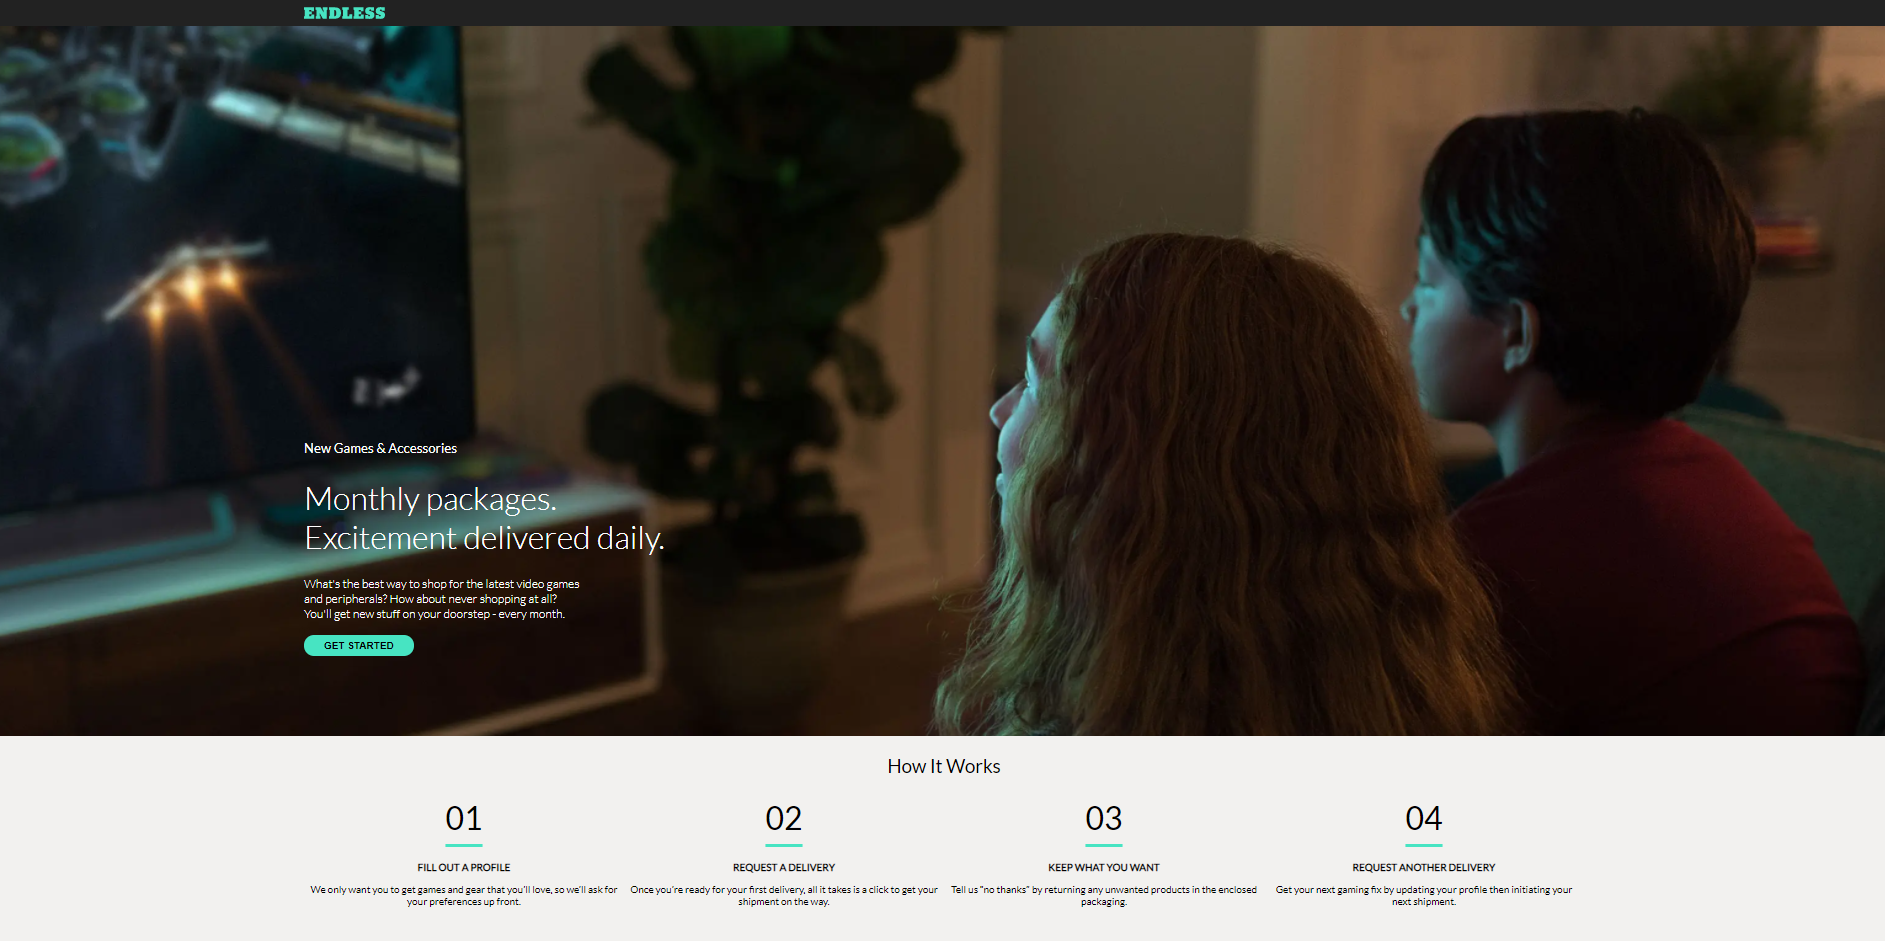 ENDLESS
New Games & Accessories
Monthly packages.
Excitement delivered daily.
What's the best way to shop for the latest video games
and peripherals? How about never shopping at all?
You'll get new stuff on your doorstep - every month.
GET STARTED
How It Works
01
FILL OUT A PROFILE
We only want you to get games and gear that you'll love, so we'll ask for
your preferences up front.
02
REQUEST A DELIVERY
Once you're ready for your first delivery, all it takes is a click to get your
shipment on the way.
03
KEEP WHAT YOU WANT
Tell us "no thanks" by returning any unwanted products in the enclosed
packaging.
04
REQUEST ANOTHER DELIVERY
Get your next gaming fix by updating your profile then initiating your
next shipment.